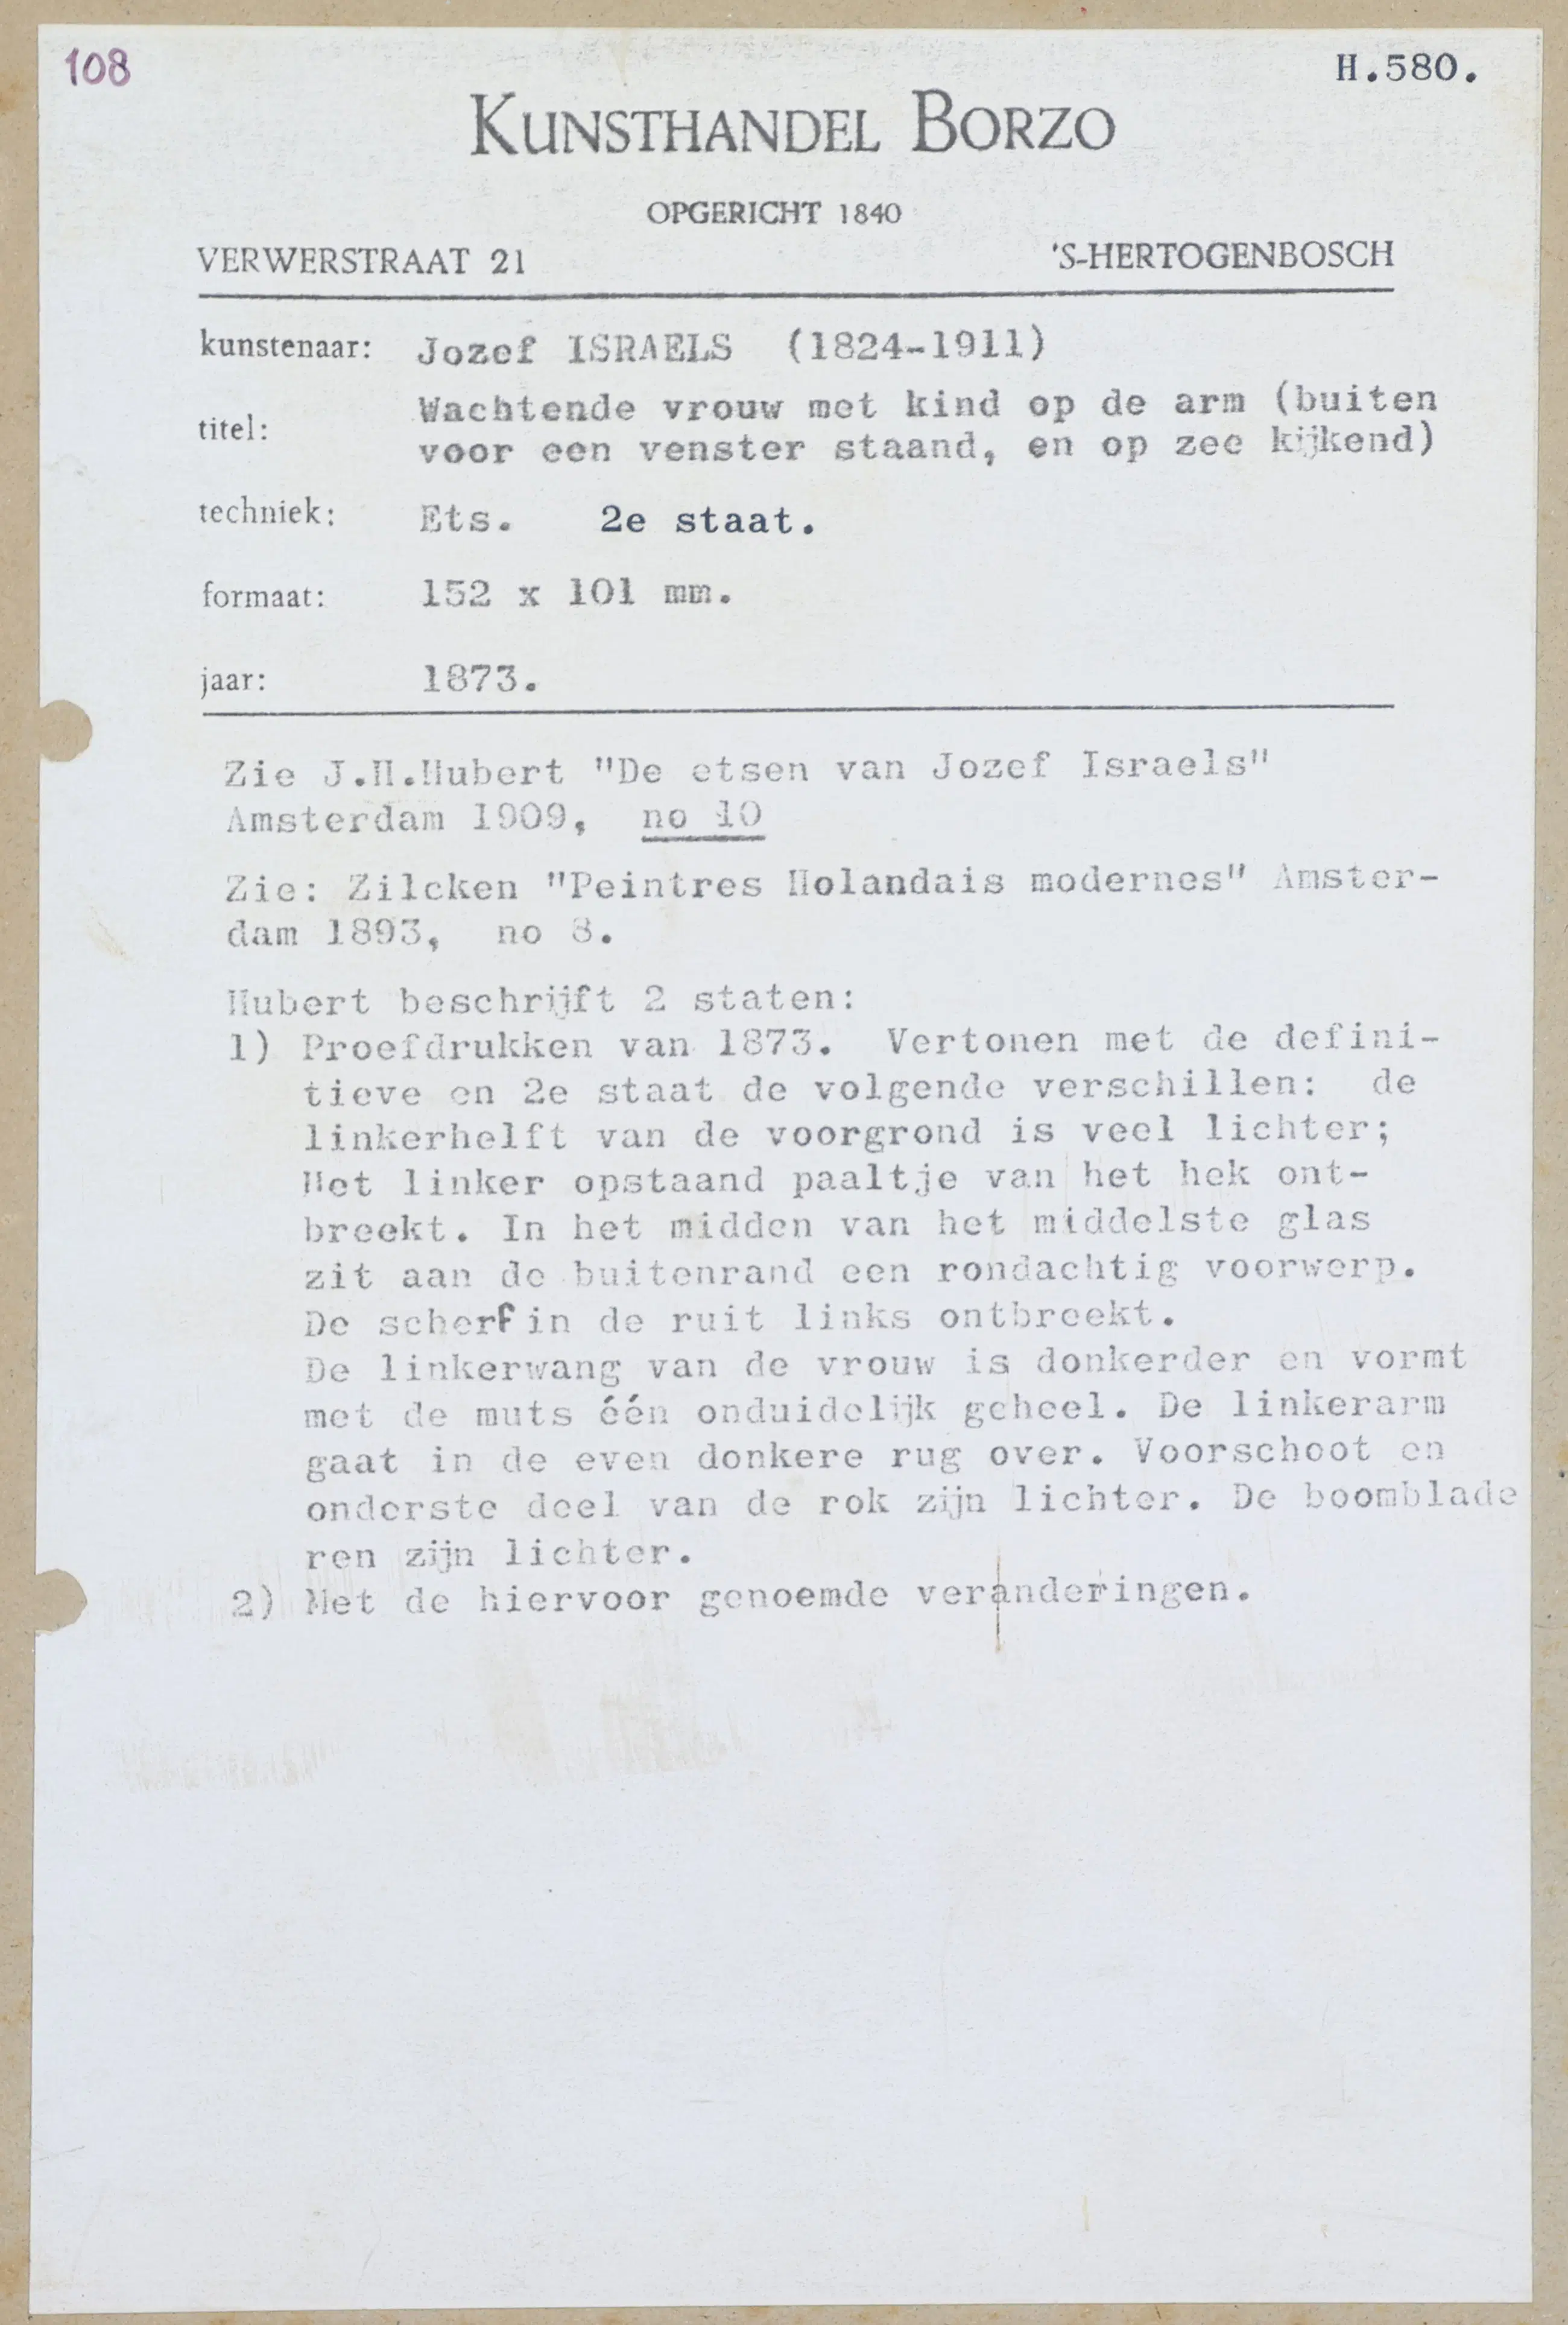 108
H.580.
KUNSTHANDEL BORZO
OPGERICHT 1840
VERWERSTRAAT 21 'S-HERTOGENBOSCH
kunstenaar: Jozef ISRAELS (1824-1911)
titel: Wachtende vrouw met kind op de arm (buiten
voor een venster staand, en op zee kijkend)
techniek: Ets. 2e staat.
formaat: 152 x 101 mm.
jaar: 1873.
Zie J.H.Hubert "De etsen van Jozef Israels"
Amsterdam 1909, no 10
Zie: Zilcken "Peintres Holandais modernes" Amster-
dam 1893, no 8.
Hubert beschrijft 2 staten:
1) Proefdrukken van 1873. Vertonen met de defini-
tieve en 2e staat de volgende verschillen: de
linkerhelft van de voorgrond is veel lichter;
Het linker opstaand paaltje van het hek ont-
breekt. In het midden van het middelste glas
zit aan de buitenrand een rondachtig voorwerp.
De scherf in de ruit links ontbreekt.
De linkerwang van de vrouw is donkerder en vormt
met de muts één onduidelijk geheel. De linkerarm
gaat in de even donkere rug over. Voorschoot en
onderste deel van de rok zijn lichter. De boomblade
ren zijn lichter.
2) Met de hiervoor genoemde veranderingen.